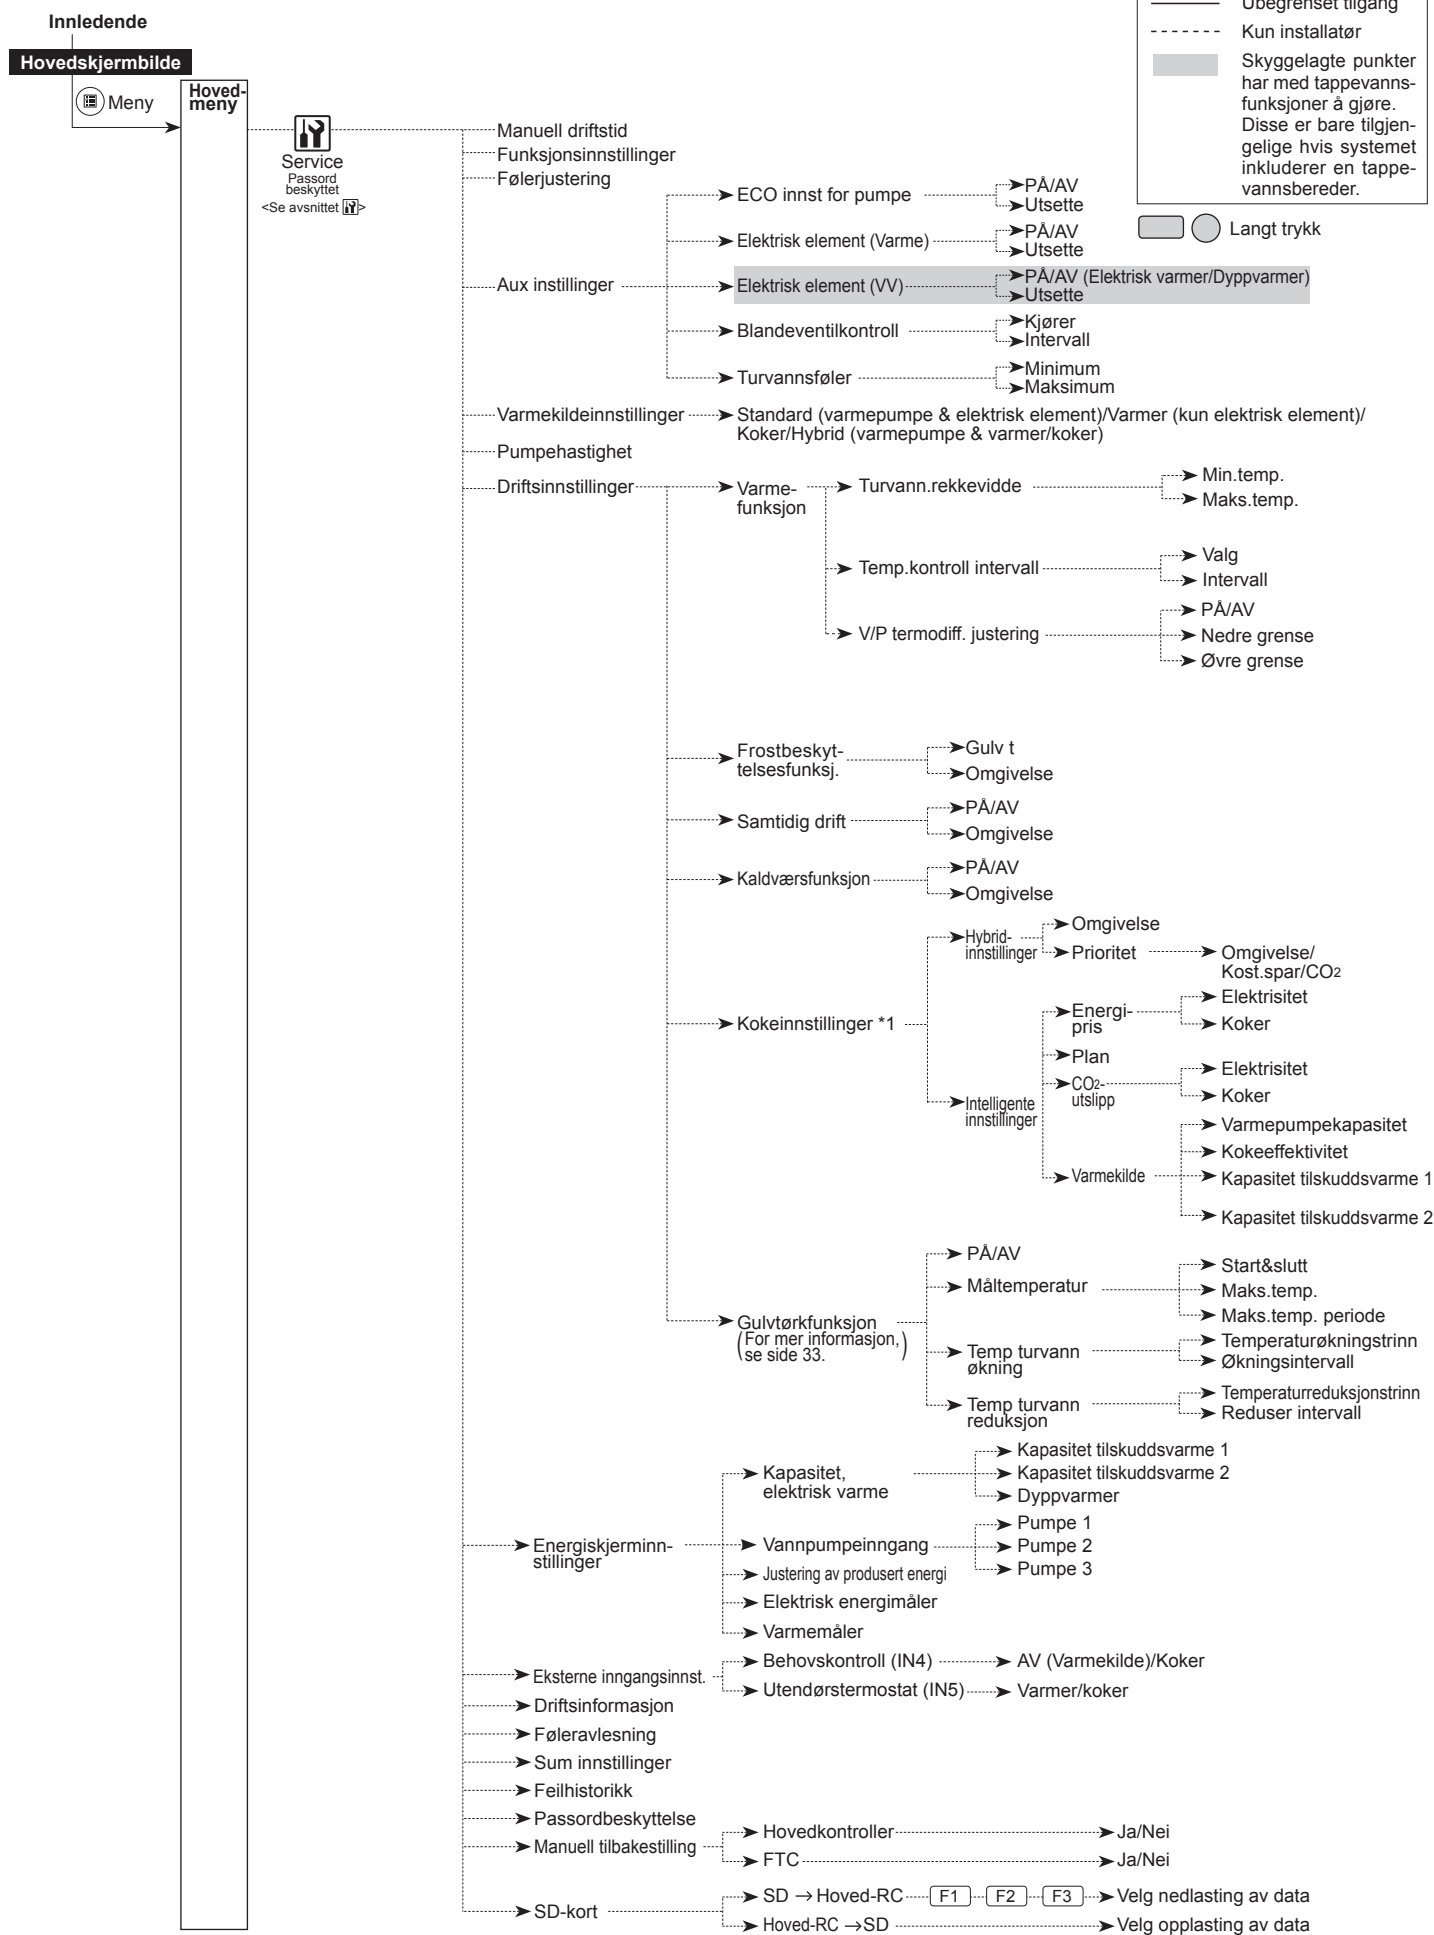 Innledende
Hovedskjermbilde
Meny
Hoved-
meny
Service
Passord
beskyttet
<Se avsnittet >
Ubegrenset tilgang
Kun installatør
Skyggelagte punkter
har med tappevanns-
funksjoner å gjøre.
Disse er bare tilgjen-
gelige hvis systemet
inkluderer en tappe-
vannsbereder.
Langt trykk
Manuell driftstid
Funksjonsinnstillinger
Følerjustering
Aux instillinger
ECO innst for pumpe
PÅ/AV
Utsette
Elektrisk element (Varme)
PÅ/AV
Utsette
Elektrisk element (VV)
PÅ/AV (Elektrisk varmer/Dyppvarmer)
Utsette
Blandeventilkontroll
Kjører
Intervall
Turvannsføler
Minimum
Maksimum
Varmekildeinnstillinger
Standard (varmepumpe & elektrisk element)/Varmer (kun elektrisk element)/
Koker/Hybrid (varmepumpe & varmer/koker)
Pumpehastighet
Driftsinnstillinger
Varme-
funksjon
Turvann.rekkevidde
Min.temp.
Maks.temp.
Temp.kontroll intervall
Valg
Intervall
V/P termodiff. justering
PÅ/AV
Nedre grense
Øvre grense
Frostbeskyt-
telsesfunksj.
Gulv t
Omgivelse
Samtidig drift
PÅ/AV
Omgivelse
Kaldværsfunksjon
PÅ/AV
Omgivelse
Kokeinnstillinger *1
Hybrid-
innstillinger
Omgivelse
Prioritet
Omgivelse/
Kost.spar/CO2
Intelligente
innstillinger
Energi-
pris
Elektrisitet
Koker
Plan
CO2-
utslipp
Elektrisitet
Koker
Varmekilde
Varmepumpekapasitet
Kokeeffektivitet
Kapasitet tilskuddsvarme 1
Kapasitet tilskuddsvarme 2
Gulvtørkfunksjon
(For mer informasjon,
se side 33.)
PÅ/AV
Måltemperatur
Start&slutt
Maks.temp.
Maks.temp. periode
Temp turvann
økning
Temperaturøkningstrinn
Økningsintervall
Temp turvann
reduksjon
Temperaturreduksjonstrinn
Reduser intervall
Energiskjerminn-
stillinger
Kapasitet,
elektrisk varme
Kapasitet tilskuddsvarme 1
Kapasitet tilskuddsvarme 2
Dyppvarmer
Vannpumpeinngang
Pumpe 1
Pumpe 2
Pumpe 3
Justering av produsert energi
Elektrisk energimåler
Varmemåler
Eksterne inngangsinnst.
Behovskontroll (IN4)
AV (Varmekilde)/Koker
Utendørstermostat (IN5)
Varmer/koker
Driftsinformasjon
Føleravlesning
Sum innstillinger
Feilhistorikk
Passordbeskyttelse
Manuell tilbakestilling
Hovedkontroller
Ja/Nei
FTC
Ja/Nei
SD-kort
SD → Hoved-RC
F1
F2
F3
Velg nedlasting av data
Hoved-RC → SD
Velg opplasting av data